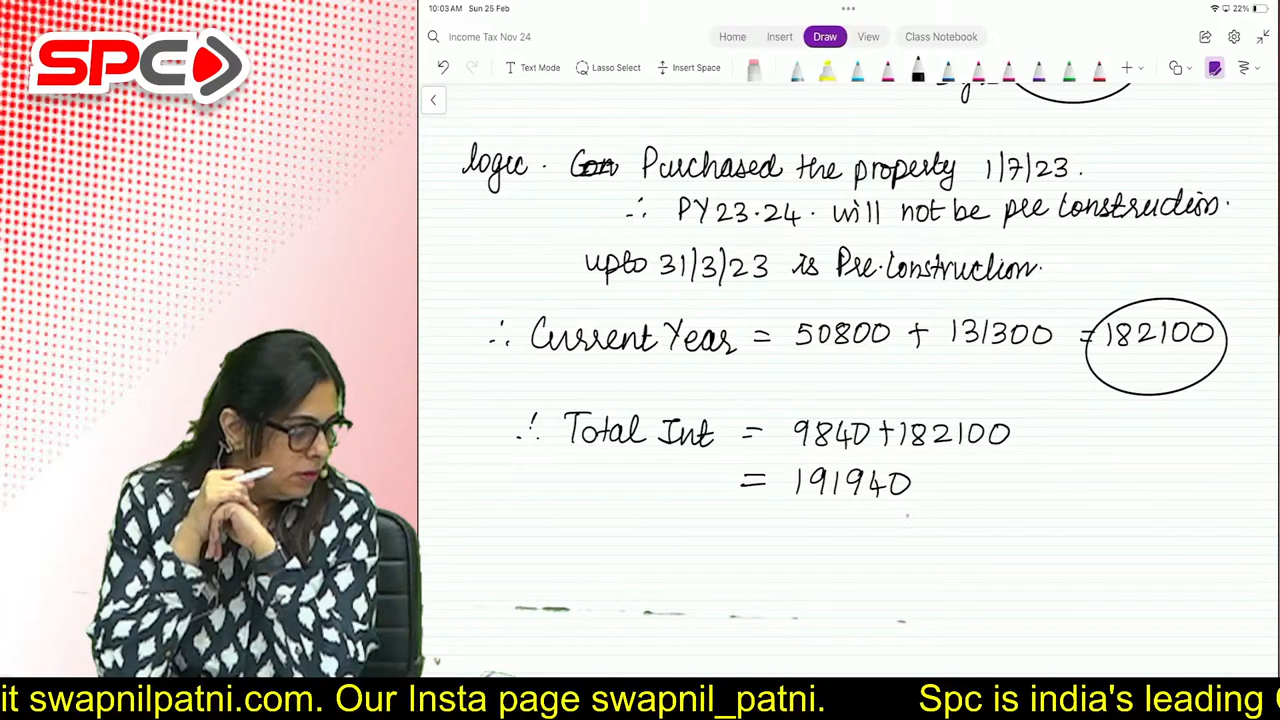 10:03 AM Sun 25 Feb
22%
Income Tax Nov 24
Home Insert Draw View Class Notebook
Text Mode Lasso Select Insert Space
SPC
logic. Purchased the property 1/7/23.
∴ PY 23-24. will not be pre construction.
upto 31/3/23 is Pre-Construction.
∴ Current Year = 50800 + 131300 = 182100
∴ Total Int = 9840+182100
= 191940
it swapnilpatni.com. Our Insta page swapnil_patni. Spc is india's leading